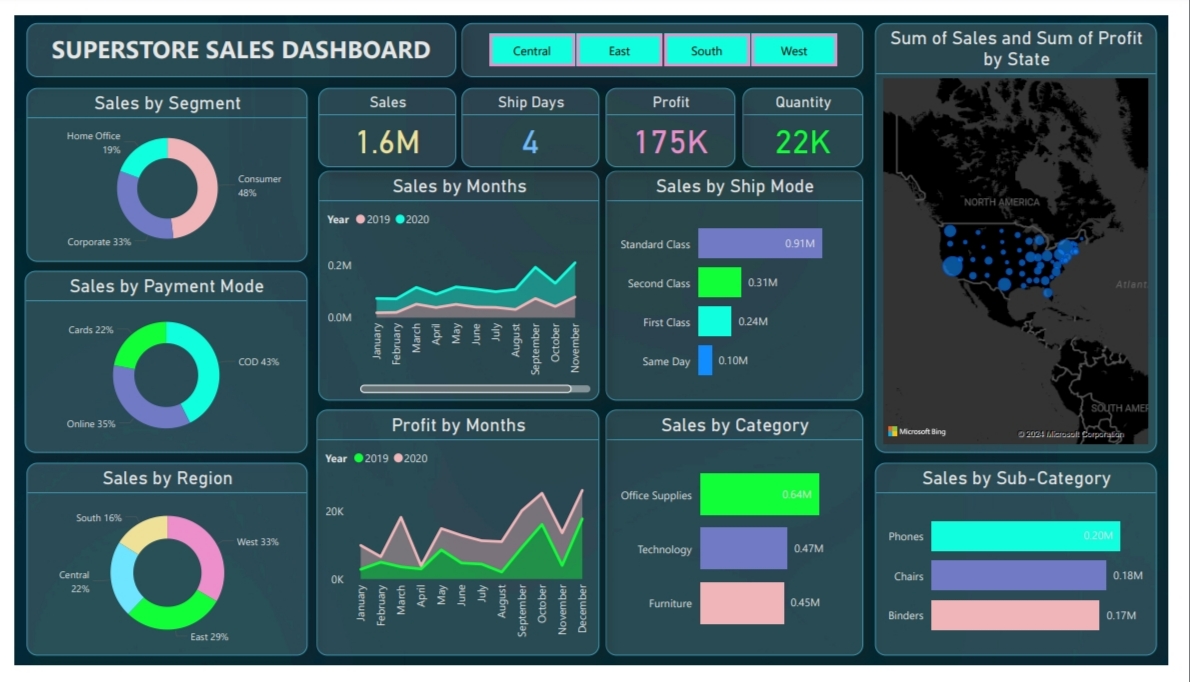 SUPERSTORE SALES DASHBOARD
Central
East
South
West
Sum of Sales and Sum of Profit
by State
Sales by Segment
Home Office
19%
Consumer
48%
Corporate 33%
Sales
1.6M
Ship Days
4
Profit
175K
Quantity
22K
Sales by Months
Year 2019 2020
0.2M
0.0M
January
February
March
April
May
June
July
August
September
October
November
Sales by Ship Mode
Standard Class 0.91M
Second Class 0.31M
First Class 0.24M
Same Day 0.10M
NORTH AMERICA
Atlant
SOUTH AMER
Microsoft Bing
© 2024 Microsoft Corporation
Sales by Payment Mode
Cards 22%
COD 43%
Online 35%
Profit by Months
Year 2019 2020
20K
0K
January
February
March
April
May
June
July
August
September
October
November
December
Sales by Category
Office Supplies 0.64M
Technology 0.47M
Furniture 0.45M
Sales by Region
South 16%
West 33%
Central
22%
East 29%
Sales by Sub-Category
Phones 0.20M
Chairs 0.18M
Binders 0.17M